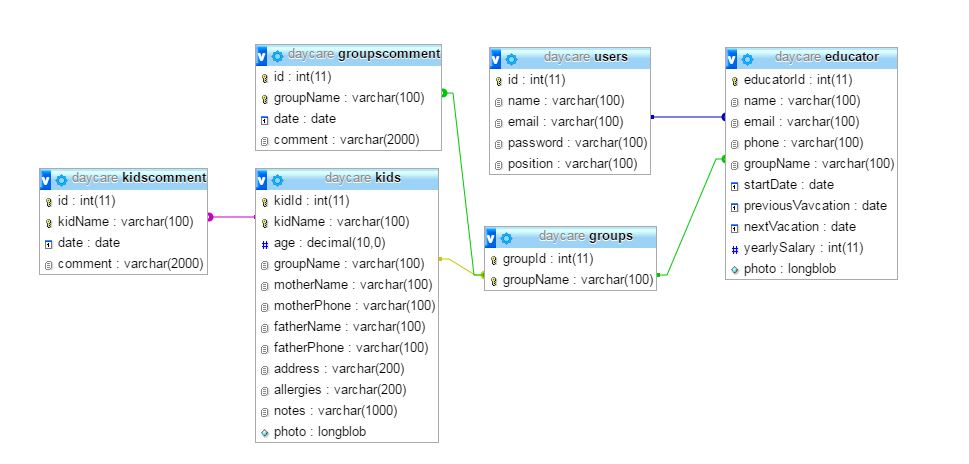 daycare groupscomment
id : int(11)
groupName : varchar(100)
date : date
comment : varchar(2000)
daycare users
id : int(11)
name : varchar(100)
email : varchar(100)
password : varchar(100)
position : varchar(100)
daycare educator
educatorId : int(11)
name : varchar(100)
email : varchar(100)
phone : varchar(100)
groupName : varchar(100)
startDate : date
previousVavcation : date
nextVacation : date
yearlySalary : int(11)
photo : longblob
daycare kidscomment
id : int(11)
kidName : varchar(100)
date : date
comment : varchar(2000)
daycare kids
kidId : int(11)
kidName : varchar(100)
age : decimal(10,0)
groupName : varchar(100)
motherName : varchar(100)
motherPhone : varchar(100)
fatherName : varchar(100)
fatherPhone : varchar(100)
address : varchar(200)
allergies : varchar(200)
notes : varchar(1000)
photo : longblob
daycare groups
groupId : int(11)
groupName : varchar(100)